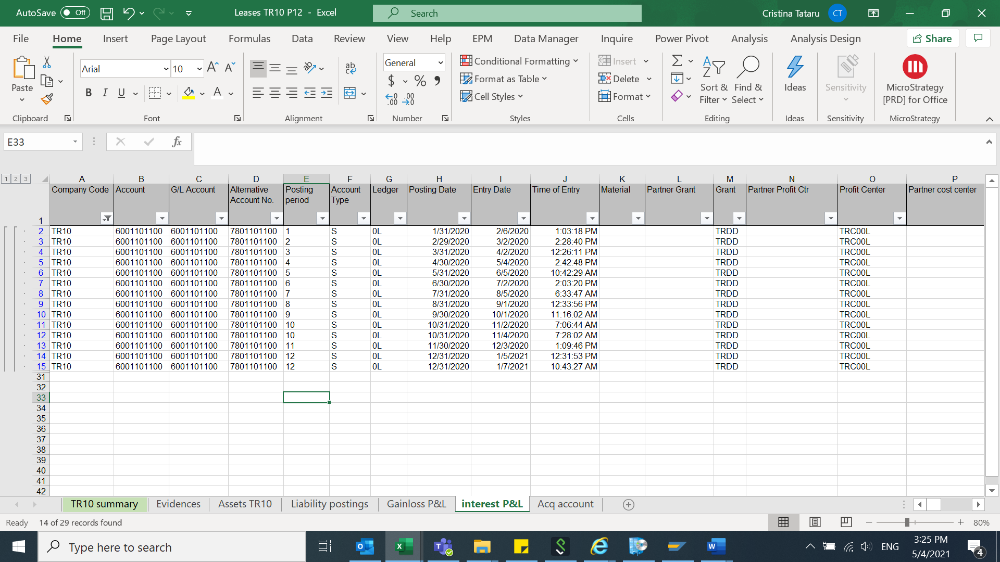 AutoSave Off Leases TR10 P12 - Excel Search Cristina Tataru CT
File Home Insert Page Layout Formulas Data Review View Help EPM Data Manager Inquire Power Pivot Analysis Analysis Design Share
Arial 10 General Conditional Formatting Insert
Format as Table Delete
Cell Styles Format
Paste Sort & Filter Find & Select Ideas Sensitivity MicroStrategy [PRD] for Office
Clipboard Font Alignment Number Styles Cells Editing Ideas Sensitivity MicroStrategy
E33 fx
1 2 3 A B C D E F G H I J K L M N O P
1 Company Code Account G/L Account Alternative Account No. Posting period Account Type Ledger Posting Date Entry Date Time of Entry Material Partner Grant Grant Partner Profit Ctr Profit Center Partner cost center
2 TR10 6001101100 6001101100 7801101100 1 S 0L 1/31/2020 2/6/2020 1:03:18 PM TRDD TRC00L
3 TR10 6001101100 6001101100 7801101100 2 S 0L 2/29/2020 3/2/2020 2:28:40 PM TRDD TRC00L
4 TR10 6001101100 6001101100 7801101100 3 S 0L 3/31/2020 4/2/2020 12:26:11 PM TRDD TRC00L
5 TR10 6001101100 6001101100 7801101100 4 S 0L 4/30/2020 5/4/2020 2:42:48 PM TRDD TRC00L
6 TR10 6001101100 6001101100 7801101100 5 S 0L 5/31/2020 6/5/2020 10:42:29 AM TRDD TRC00L
7 TR10 6001101100 6001101100 7801101100 6 S 0L 6/30/2020 7/2/2020 2:03:20 PM TRDD TRC00L
8 TR10 6001101100 6001101100 7801101100 7 S 0L 7/31/2020 8/5/2020 6:33:47 AM TRDD TRC00L
9 TR10 6001101100 6001101100 7801101100 8 S 0L 8/31/2020 9/1/2020 12:33:56 PM TRDD TRC00L
10 TR10 6001101100 6001101100 7801101100 9 S 0L 9/30/2020 10/1/2020 11:16:02 AM TRDD TRC00L
11 TR10 6001101100 6001101100 7801101100 10 S 0L 10/31/2020 11/2/2020 7:06:44 AM TRDD TRC00L
12 TR10 6001101100 6001101100 7801101100 10 S 0L 10/31/2020 11/4/2020 7:28:02 AM TRDD TRC00L
13 TR10 6001101100 6001101100 7801101100 11 S 0L 11/30/2020 12/3/2020 1:09:46 PM TRDD TRC00L
14 TR10 6001101100 6001101100 7801101100 12 S 0L 12/31/2020 1/5/2021 12:31:53 PM TRDD TRC00L
15 TR10 6001101100 6001101100 7801101100 12 S 0L 12/31/2020 1/7/2021 10:43:27 AM TRDD TRC00L
31
32
33
34
35
36
37
38
39
40
41
42
TR10 summary Evidences Assets TR10 Liability postings Gainloss P&L interest P&L Acq account
Ready 14 of 29 records found 80%
Type here to search ENG 3:25 PM
5/4/2021 4